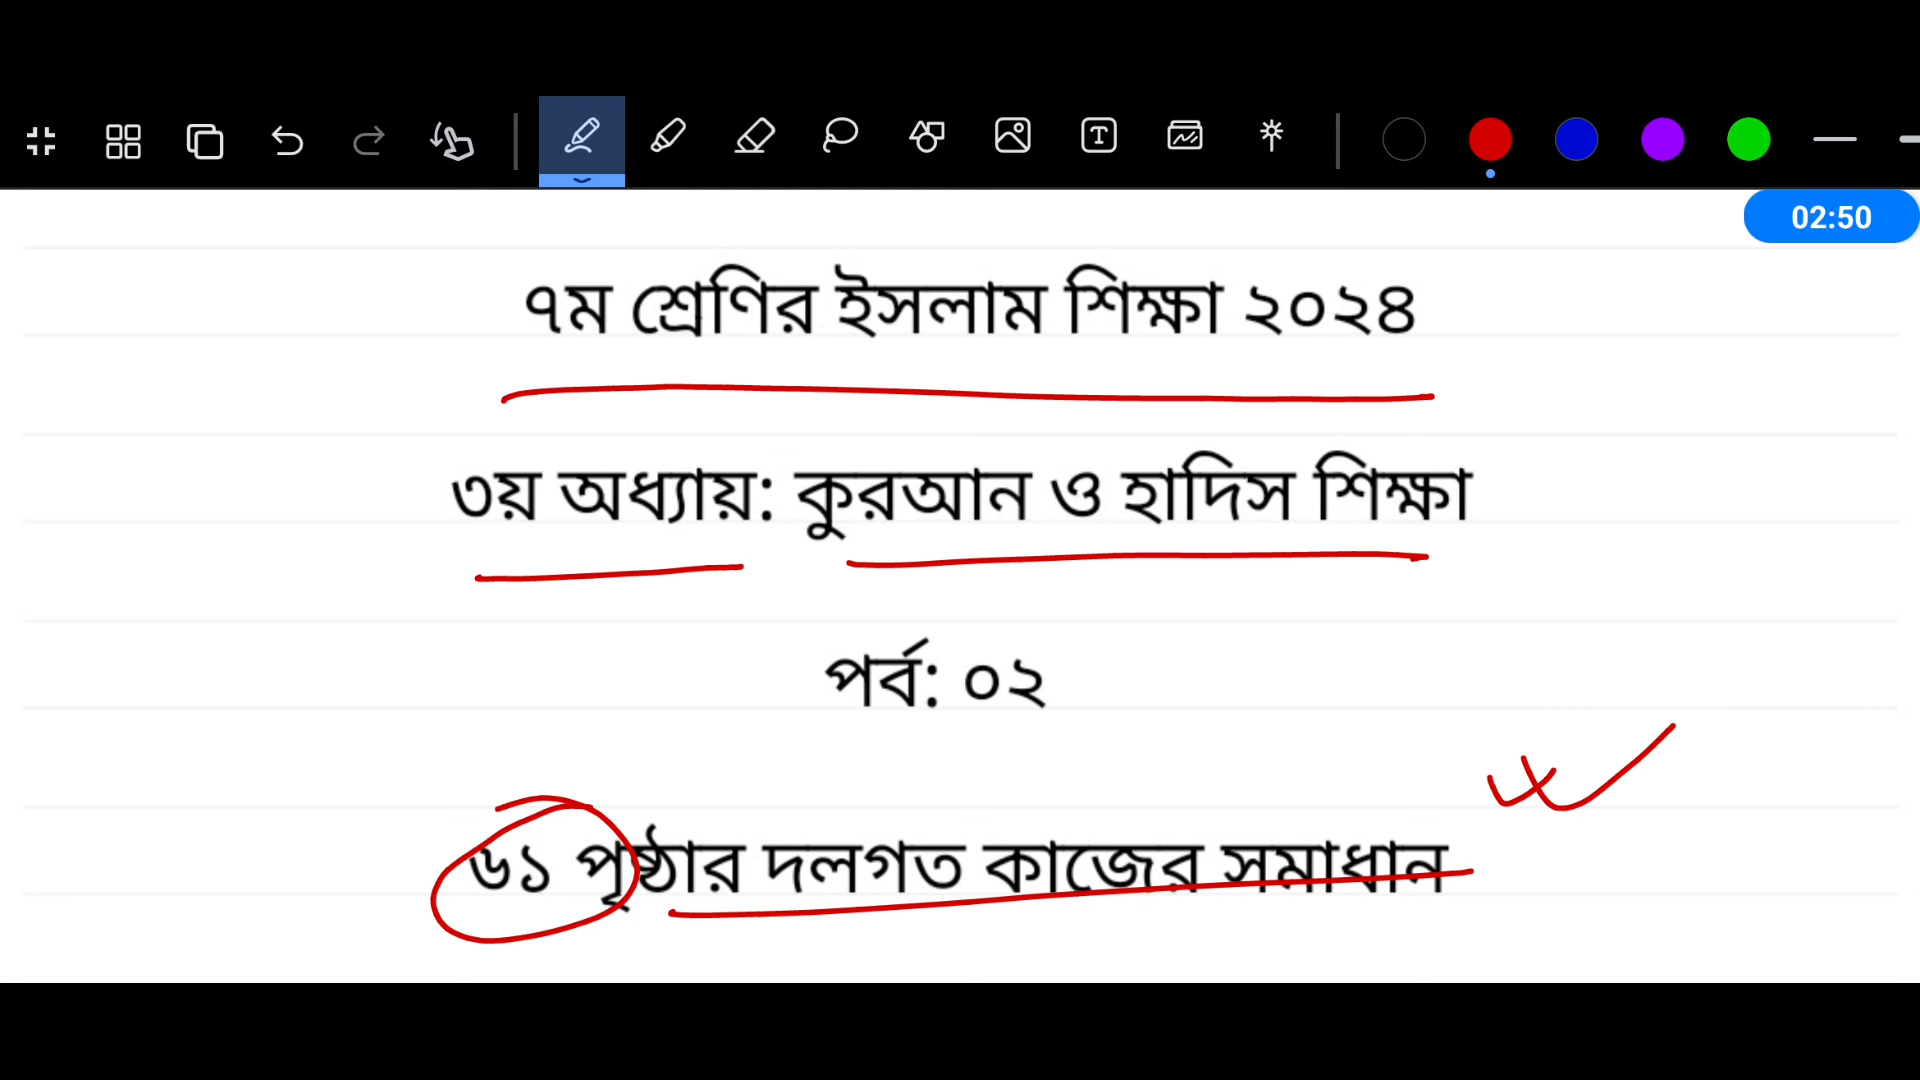 02:50
৭ম শ্রেণির ইসলাম শিক্ষা ২০২৪
৩য় অধ্যায়: কুরআন ও হাদিস শিক্ষা
পর্ব: ০২
৬১ পৃষ্ঠার দলগত কাজের সমাধান